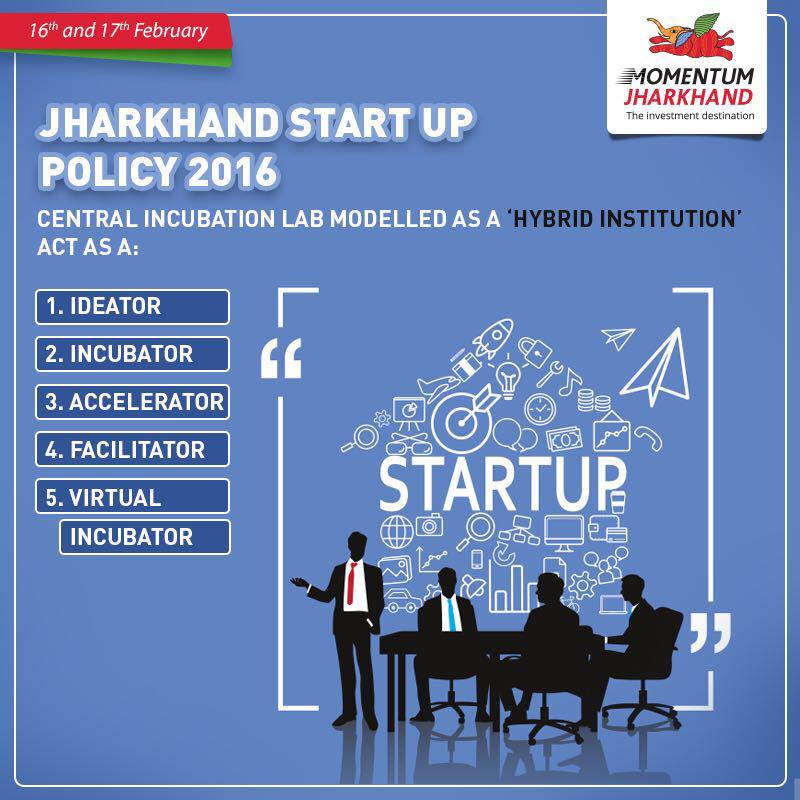 16th and 17th February
MOMENTUM
JHARKHAND
The investment destination
JHARKHAND START UP
POLICY 2016
CENTRAL INCUBATION LAB MODELLED AS A ‘HYBRID INSTITUTION’
ACT AS A:
1. IDEATOR
2. INCUBATOR
3. ACCELERATOR
4. FACILITATOR
5. VIRTUAL
INCUBATOR
“
STARTUP
”